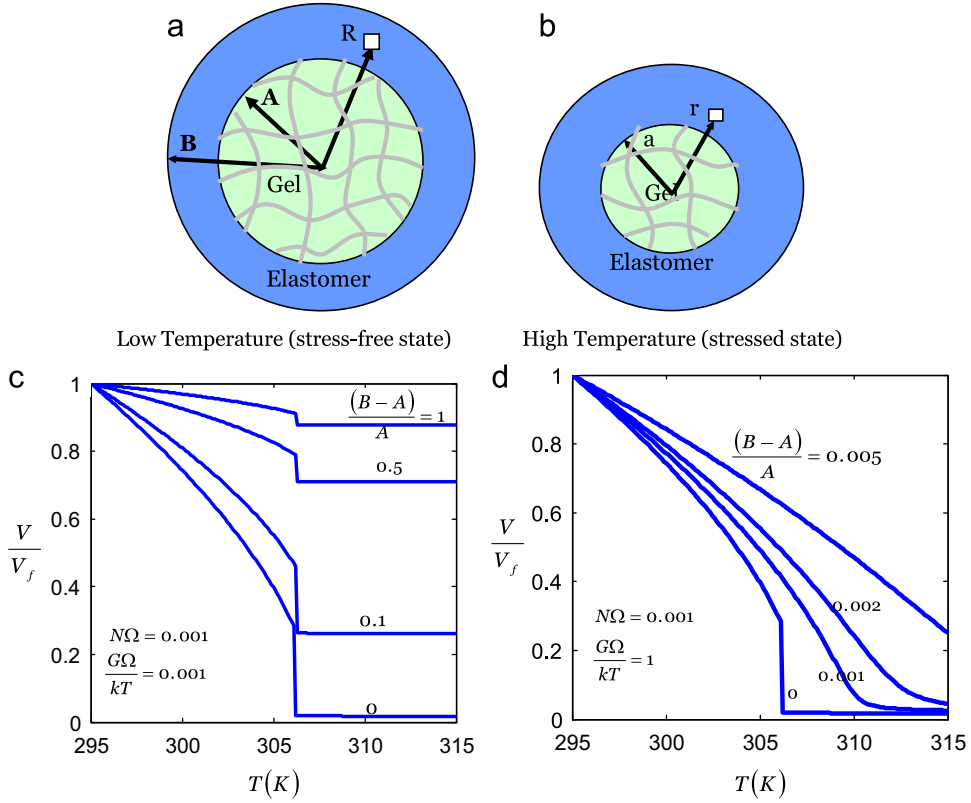 a
R
A
B
Gel
Elastomer
Low Temperature (stress-free state)
b
r
a
Gel
Elastomer
High Temperature (stressed state)
c
1
0.8
0.6
0.4
0.2
0
V/V_f
(B − A)/A = 1
0.5
0.1
0
NΩ = 0.001
GΩ/kT = 0.001
295 300 305 310 315
T(K)
d
1
0.8
0.6
0.4
0.2
0
V/V_f
(B − A)/A = 0.005
0.002
0.001
0
NΩ = 0.001
GΩ/kT = 1
295 300 305 310 315
T(K)